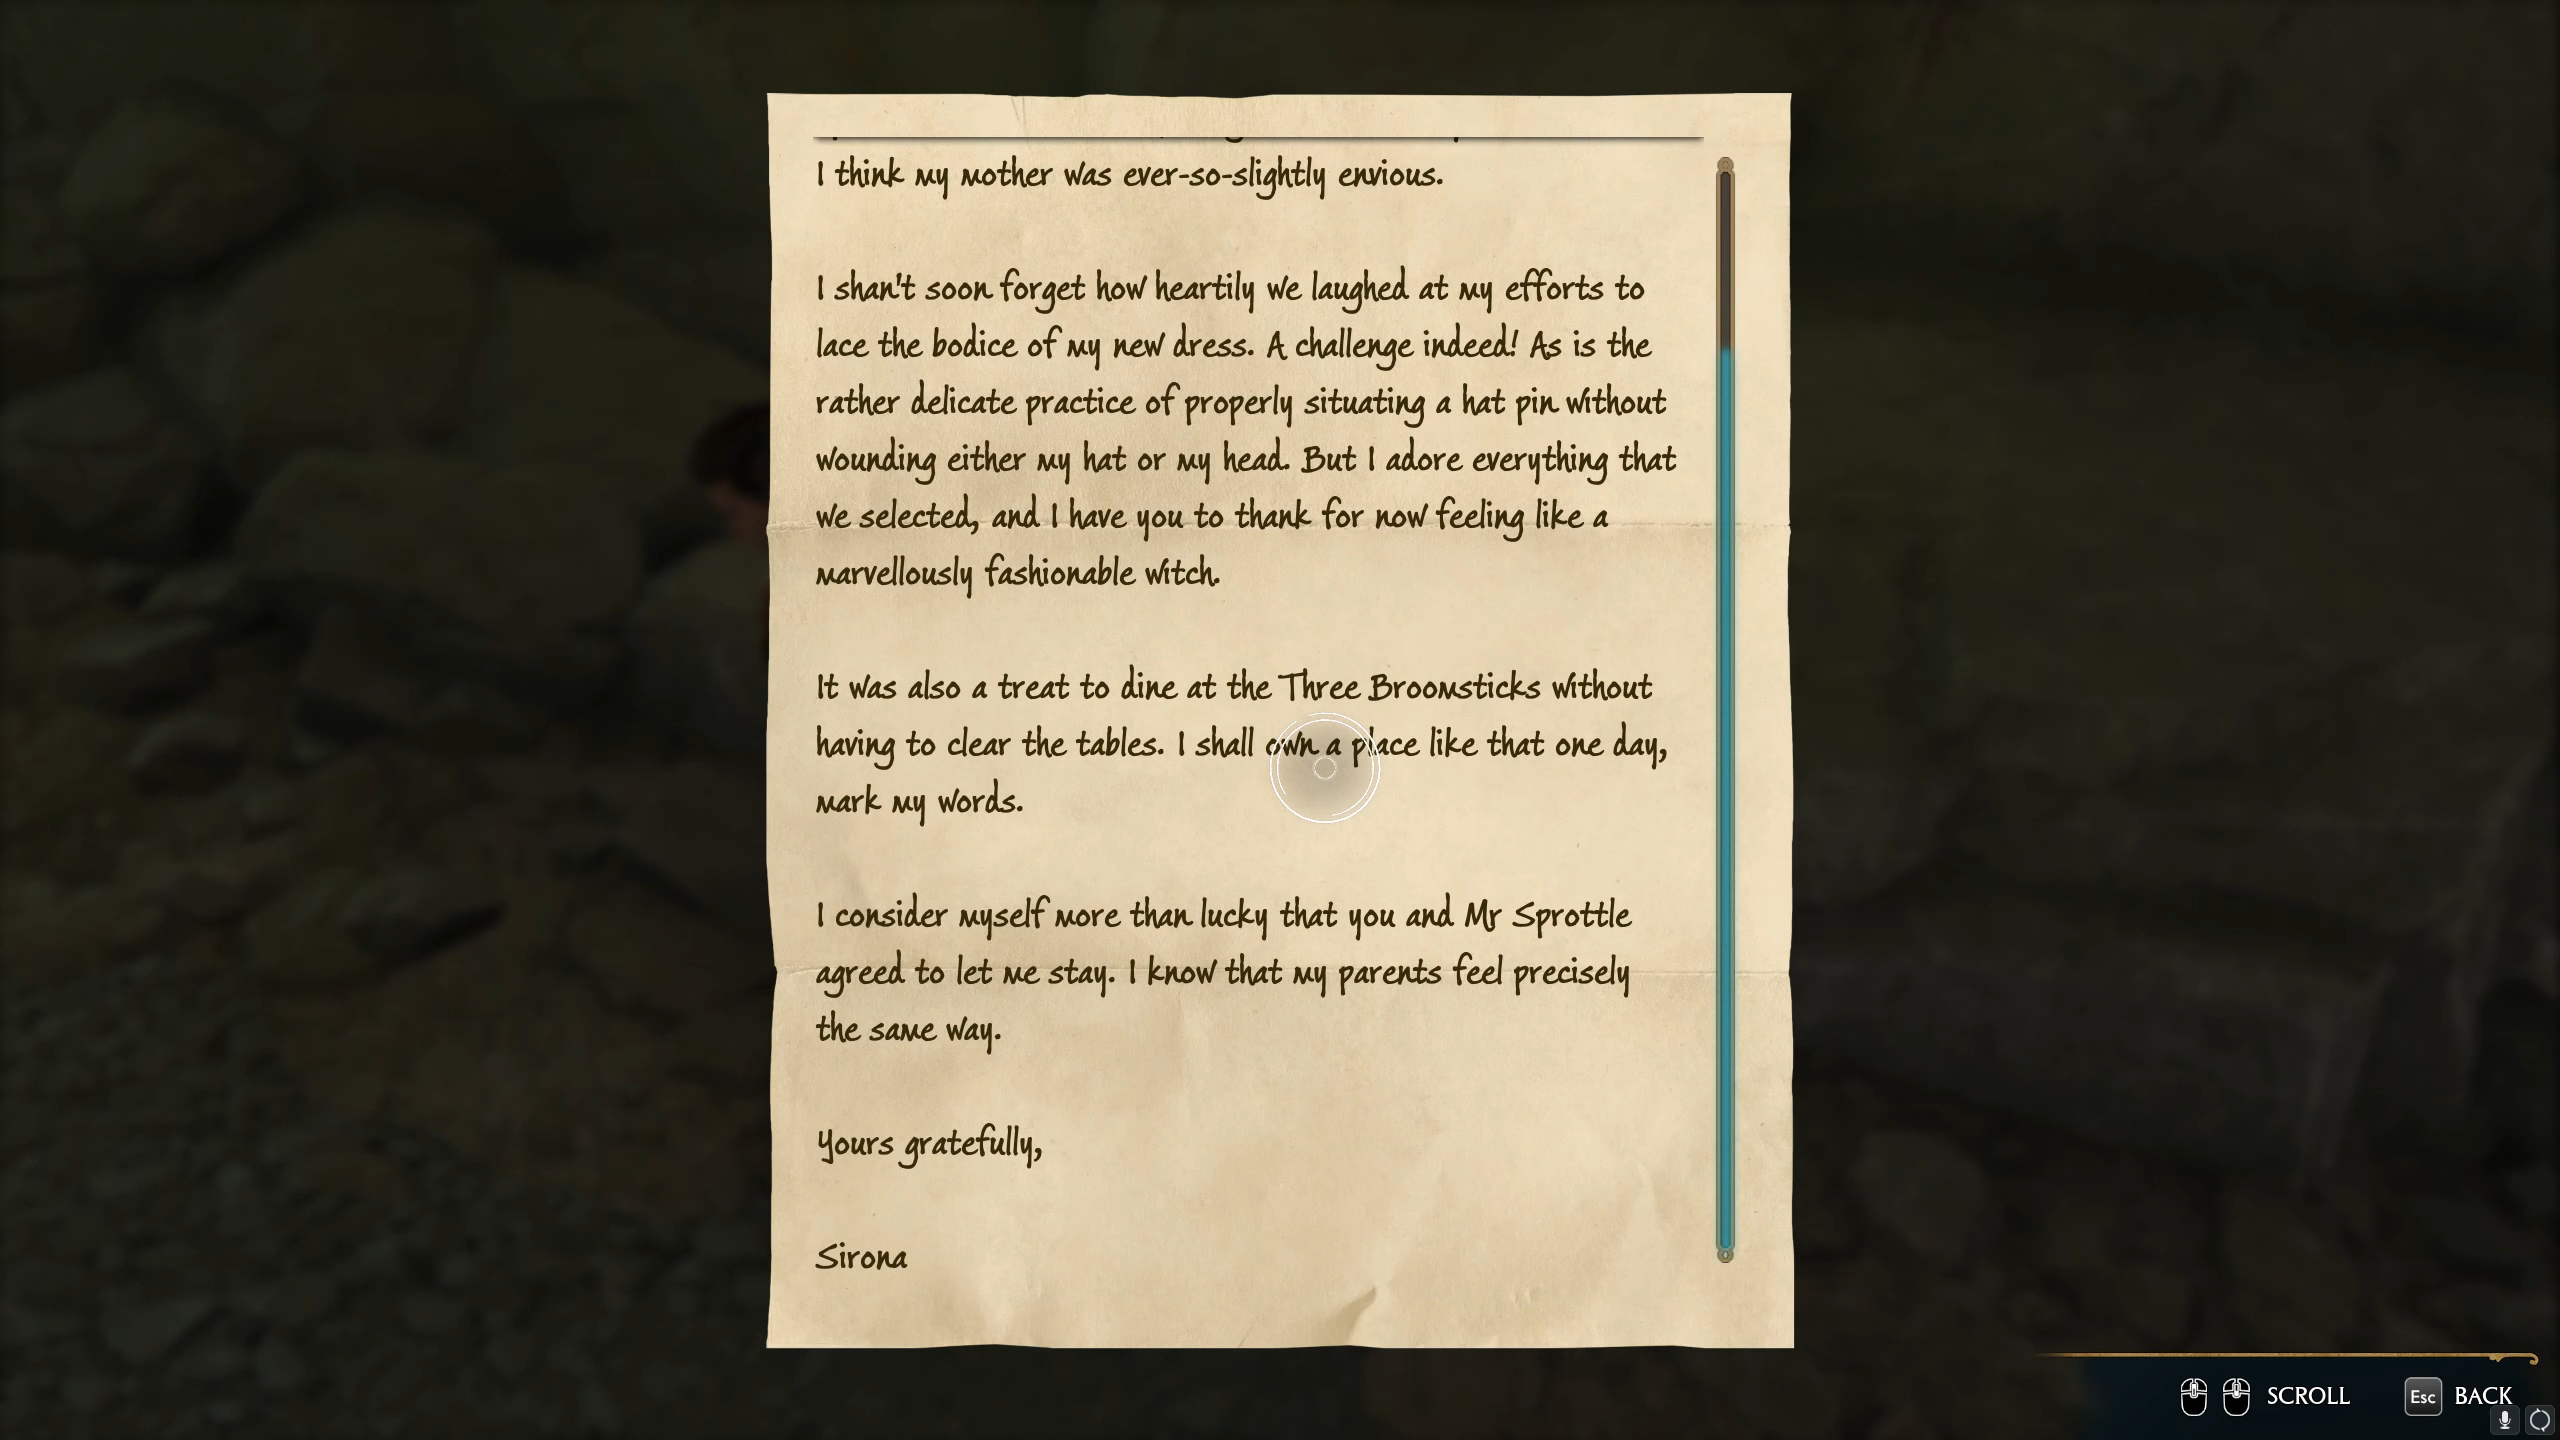 I think my mother was ever-so-slightly envious.
I shan't soon forget how heartily we laughed at my efforts to
lace the bodice of my new dress. A challenge indeed! As is the
rather delicate practice of properly situating a hat pin without
wounding either my hat or my head. But I adore everything that
we selected, and I have you to thank for now feeling like a
marvellously fashionable witch.
It was also a treat to dine at the Three Broomsticks without
having to clear the tables. I shall own a place like that one day,
mark my words.
I consider myself more than lucky that you and Mr Sprottle
agreed to let me stay. I know that my parents feel precisely
the same way.
Yours gratefully,
Sirona
SCROLL
Esc BACK